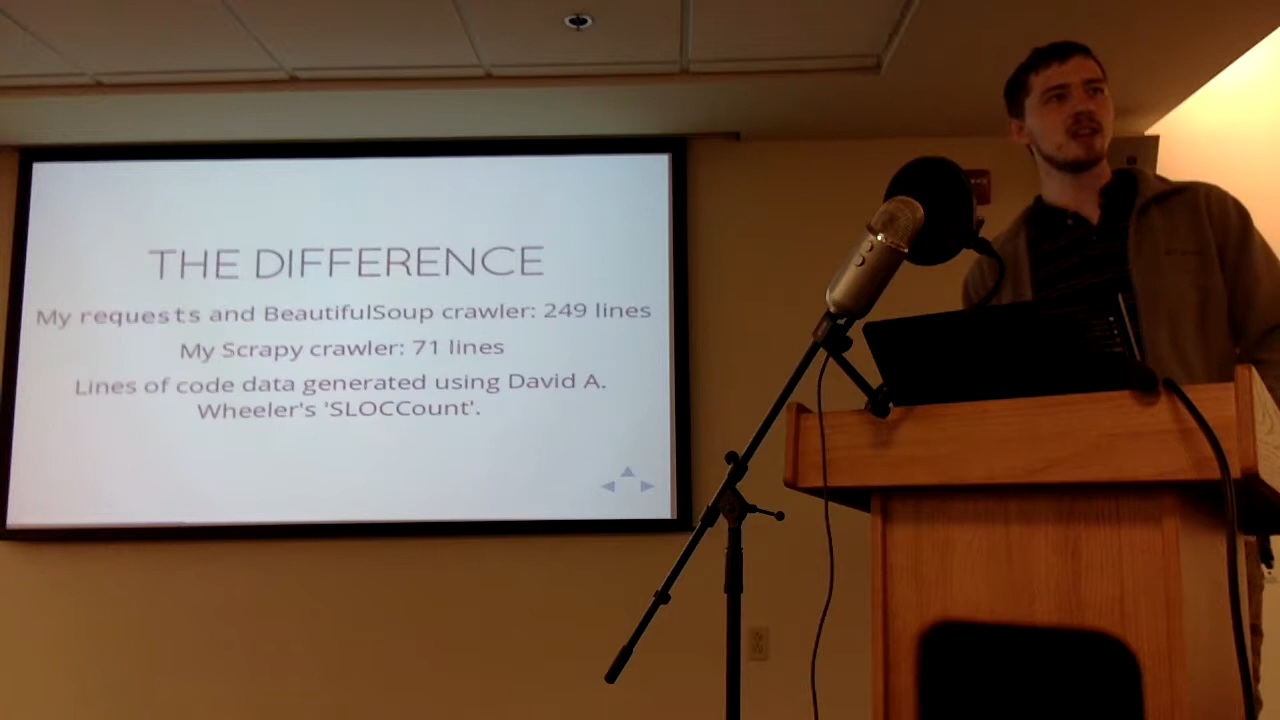 THE DIFFERENCE
My requests and BeautifulSoup crawler: 249 lines
My Scrapy crawler: 71 lines
Lines of code data generated using David A.
Wheeler's 'SLOCCount'.